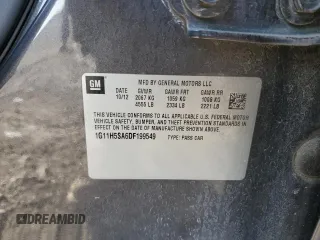 GM
MFD BY GENERAL MOTORS LLC
DATE GVWR GAWR FRT GAWR RR
10/12 2067 KG 1059 KG 1008 KG
4556 LB 2334 LB 2221 LB
THIS VEHICLE CONFORMS TO ALL APPLICABLE U.S. FEDERAL MOTOR
VEHICLE SAFETY, BUMPER, AND THEFT PREVENTION STANDARDS
IN EFFECT ON THE DATE OF MANUFACTURE SHOWN ABOVE.
1G11H5SA6DF199549 TYPE: PASS CAR
© CARDIFABID